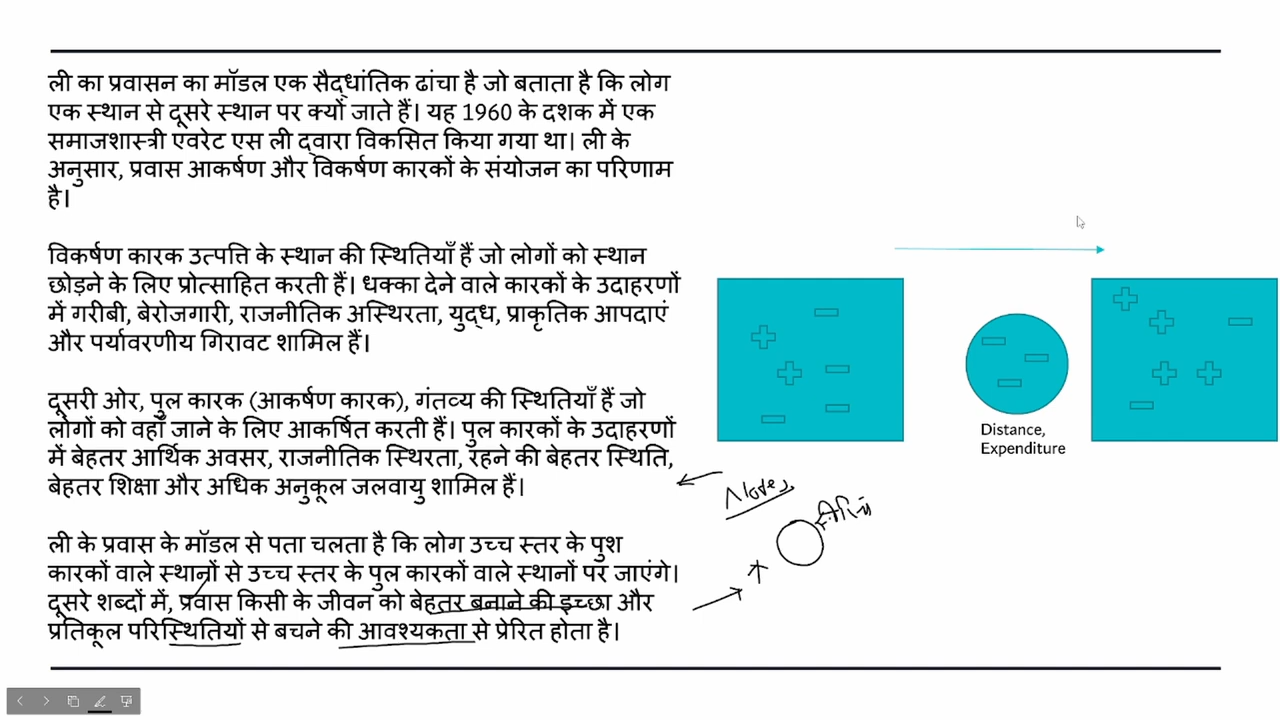 ली का प्रवासन का मॉडल एक सैद्धांतिक ढांचा है जो बताता है कि लोग
एक स्थान से दूसरे स्थान पर क्यों जाते हैं। यह 1960 के दशक में एक
समाजशास्त्री एवरेट एस ली द्वारा विकसित किया गया था। ली के
अनुसार, प्रवास आकर्षण और विकर्षण कारकों के संयोजन का परिणाम
है।
विकर्षण कारक उत्पत्ति के स्थान की स्थितियाँ हैं जो लोगों को स्थान
छोड़ने के लिए प्रोत्साहित करती हैं। धक्का देने वाले कारकों के उदाहरणों
में गरीबी, बेरोजगारी, राजनीतिक अस्थिरता, युद्ध, प्राकृतिक आपदाएं
और पर्यावरणीय गिरावट शामिल हैं।
दूसरी ओर, पुल कारक (आकर्षण कारक), गंतव्य की स्थितियाँ हैं जो
लोगों को वहाँ जाने के लिए आकर्षित करती हैं। पुल कारकों के उदाहरणों
में बेहतर आर्थिक अवसर, राजनीतिक स्थिरता, रहने की बेहतर स्थिति,
बेहतर शिक्षा और अधिक अनुकूल जलवायु शामिल हैं।
ली के प्रवास के मॉडल से पता चलता है कि लोग उच्च स्तर के पुश
कारकों वाले स्थानों से उच्च स्तर के पुल कारकों वाले स्थानों पर जाएंगे।
दूसरे शब्दों में, प्रवास किसी के जीवन को बेहतर बनाने की इच्छा और
प्रतिकूल परिस्थितियों से बचने की आवश्यकता से प्रेरित होता है।
Distance,
Expenditure